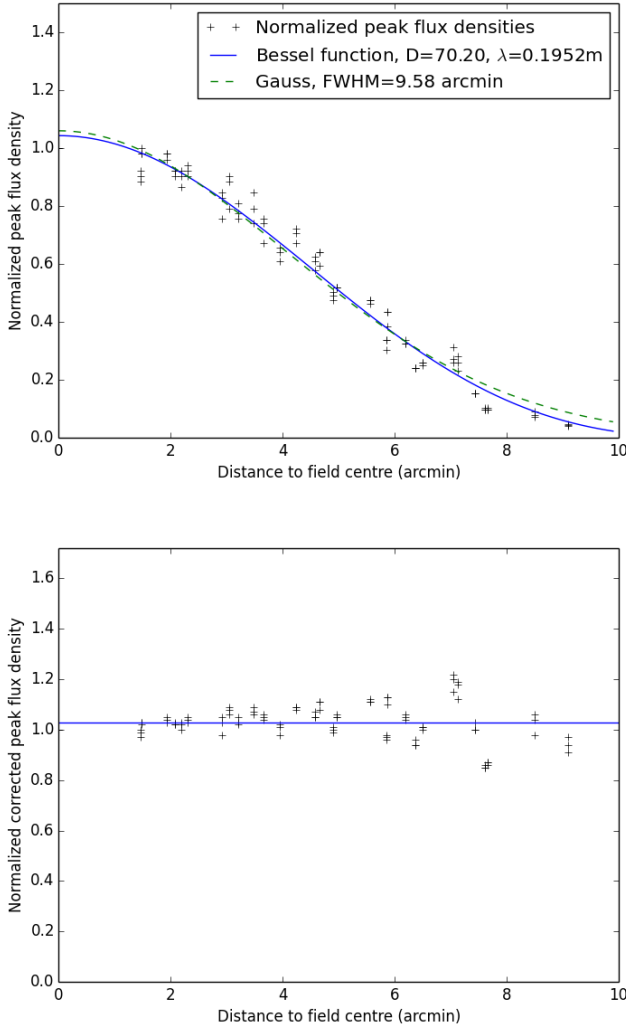 1.4
1.2
1.0
0.8
0.6
0.4
0.2
0.0
Normalized peak flux density
Normalized peak flux densities
Bessel function, D=70.20, λ=0.1952m
Gauss, FWHM=9.58 arcmin
0 2 4 6 8 10
Distance to field centre (arcmin)
1.6
1.4
1.2
1.0
0.8
0.6
0.4
0.2
0.0
Normalized corrected peak flux density
0 2 4 6 8 10
Distance to field centre (arcmin)